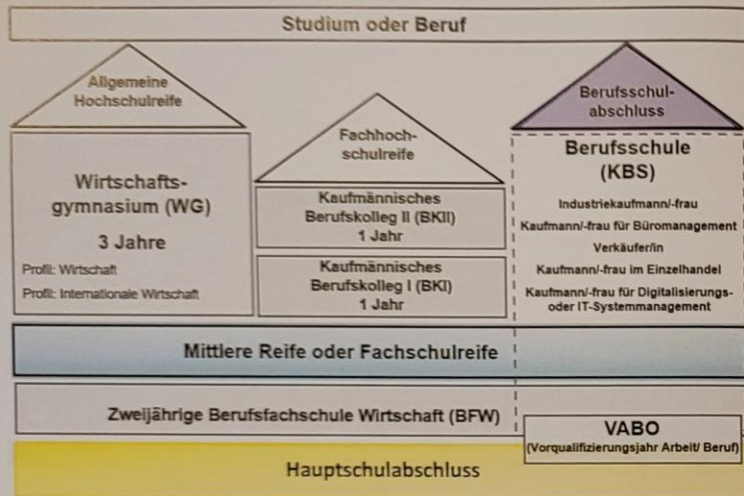 Studium oder Beruf
Allgemeine
Hochschulreife
Wirtschafts-
gymnasium (WG)
3 Jahre
Profil: Wirtschaft
Profil: Internationale Wirtschaft
Fachhoch-
schulreife
Kaufmännisches
Berufskolleg II (BKII)
1 Jahr
Kaufmännisches
Berufskolleg I (BKI)
1 Jahr
Berufsschul-
abschluss
Berufsschule
(KBS)
Industriekaufmann/-frau
Kaufmann/-frau für Büromanagement
Verkäufer/in
Kaufmann/-frau im Einzelhandel
Kaufmann/-frau für Digitalisierungs-
oder IT-Systemmanagement
Mittlere Reife oder Fachschulreife
Zweijährige Berufsfachschule Wirtschaft (BFW)
VABO
(Vorqualifizierungsjahr Arbeit/ Beruf)
Hauptschulabschluss